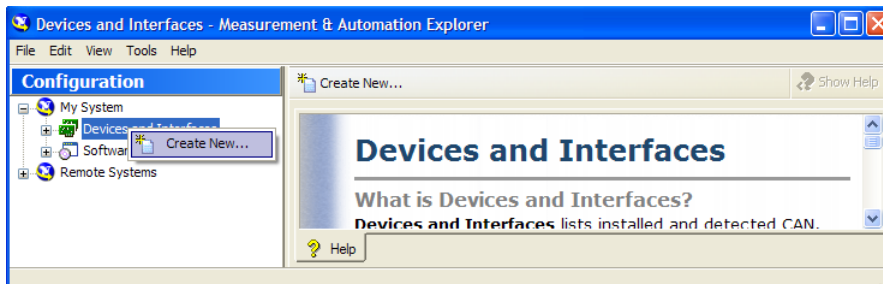 Devices and Interfaces - Measurement & Automation Explorer
File Edit View Tools Help
Configuration
My System
Devices and Interfaces
Create New...
Softwar
Remote Systems
Create New...
Show Help
Devices and Interfaces
What is Devices and Interfaces?
Devices and Interfaces lists installed and detected CAN,
Help